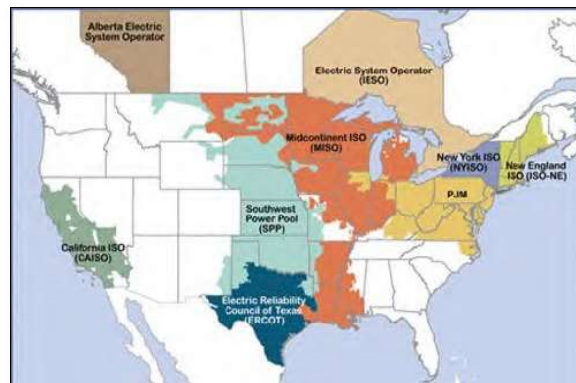 Alberta Electric
System Operator
Electric System Operator
(IESO)
Midcontinent ISO
(MISO)
New York ISO
(NYISO)
New England
ISO (ISO-NE)
PJM
Southwest
Power Pool
(SPP)
California ISO
(CAISO)
Electric Reliability
Council of Texas
(ERCOT)